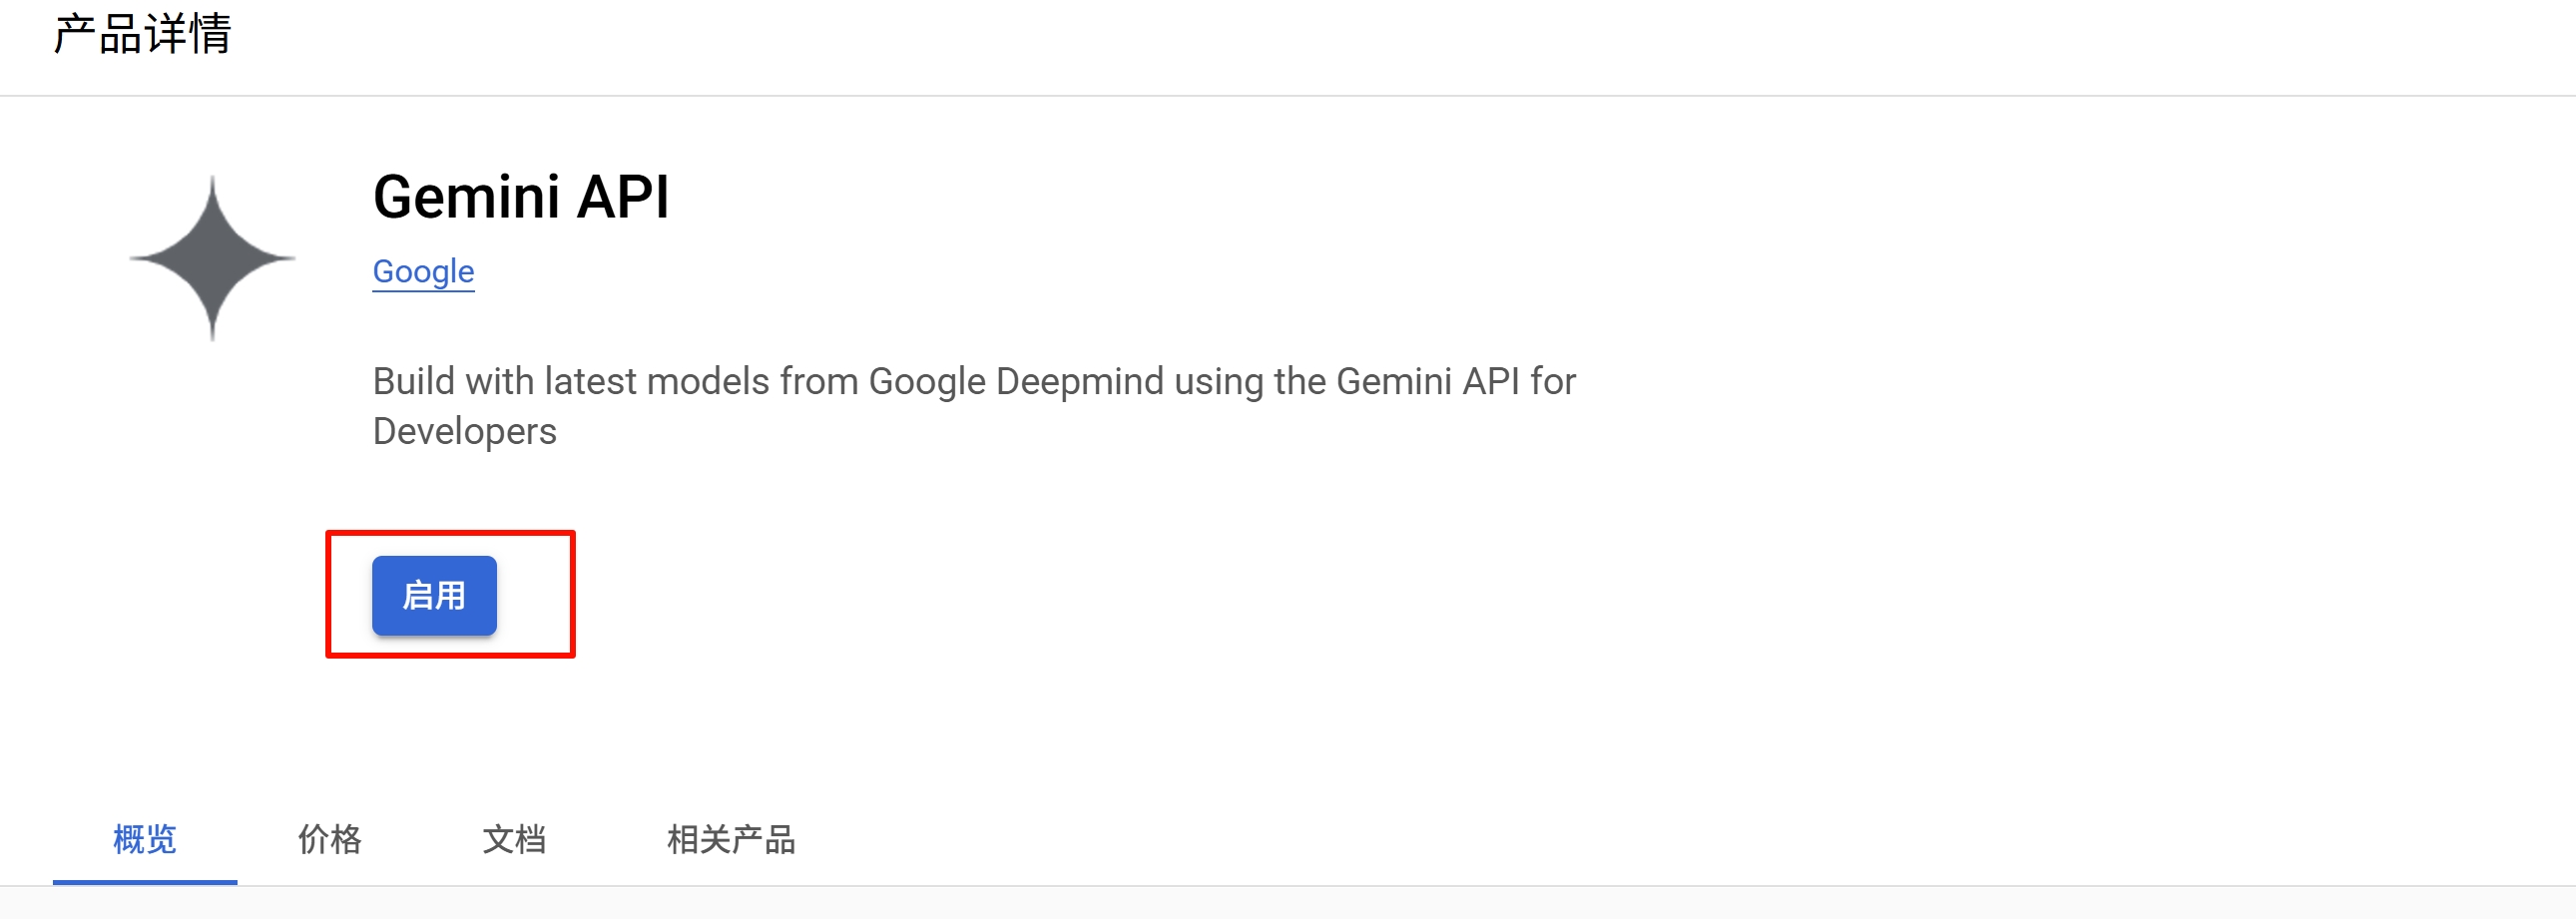 产品详情
Gemini API
Google
Build with latest models from Google Deepmind using the Gemini API for
Developers
启用
概览 价格 文档 相关产品